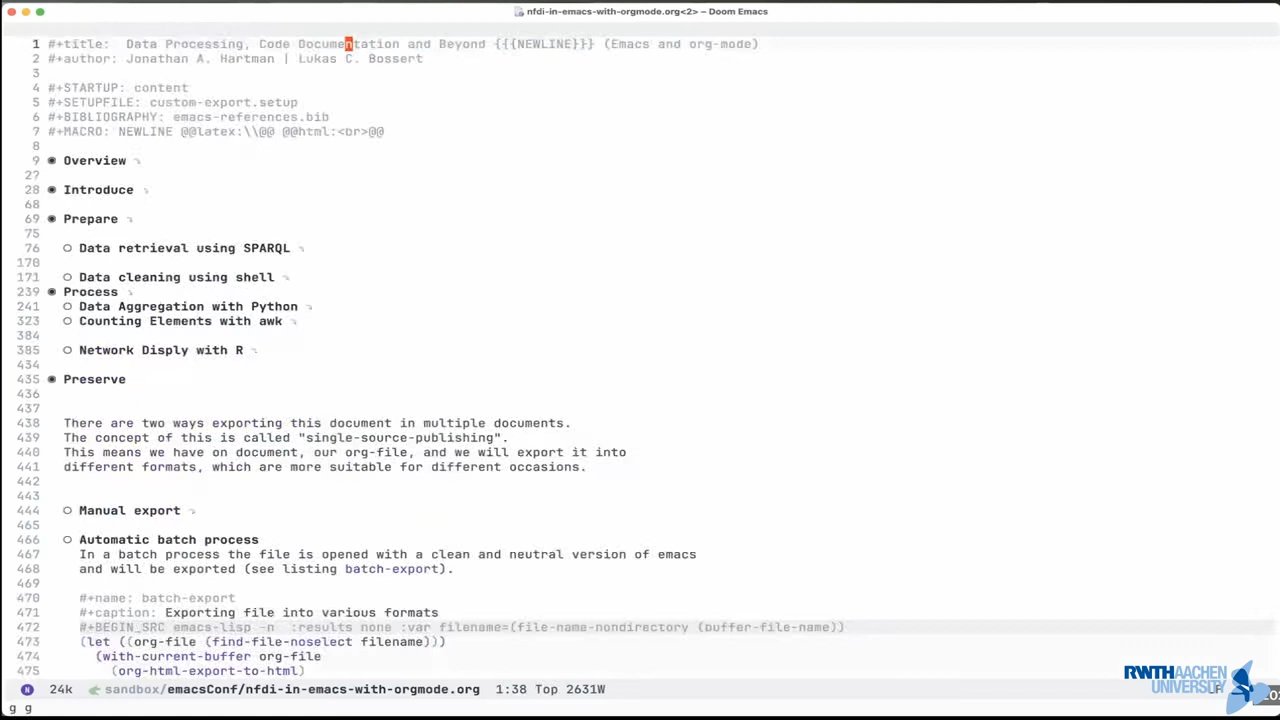 nfdi-in-emacs-with-orgmode.org<2> – Doom Emacs
1 #+title: Data Processing, Code Documentation and Beyond {{{NEWLINE}}} (Emacs and org-mode)
2 #+author: Jonathan A. Hartman | Lukas C. Bossert
3
4 #+STARTUP: content
5 #+SETUPFILE: custom-export.setup
6 #+BIBLIOGRAPHY: emacs-references.bib
7 #+MACRO: NEWLINE @@latex:\\@@ @@html:<br>@@
8
9 ◉ Overview
27
28 ◉ Introduce
68
69 ◉ Prepare
75
76 ○ Data retrieval using SPARQL
170
171 ○ Data cleaning using shell
239 ◉ Process
241 ○ Data Aggregation with Python
323 ○ Counting Elements with awk
384
385 ○ Network Disply with R
434
435 ◉ Preserve
436
437
438 There are two ways exporting this document in multiple documents.
439 The concept of this is called "single-source-publishing".
440 This means we have on document, our org-file, and we will export it into
441 different formats, which are more suitable for different occasions.
442
443
444 ○ Manual export
465
466 ○ Automatic batch process
467 In a batch process the file is opened with a clean and neutral version of emacs
468 and will be exported (see listing batch-export).
469
470 #+name: batch-export
471 #+caption: Exporting file into various formats
472 #+BEGIN_SRC emacs-lisp -n :results none :var filename=(file-name-nondirectory (buffer-file-name))
473 (let ((org-file (find-file-noselect filename)))
474 (with-current-buffer org-file
475 (org-html-export-to-html)
N 24k sandbox/emacsConf/nfdi-in-emacs-with-orgmode.org 1:38 Top 2631W
g g
RWTH AACHEN
UNIVERSITY